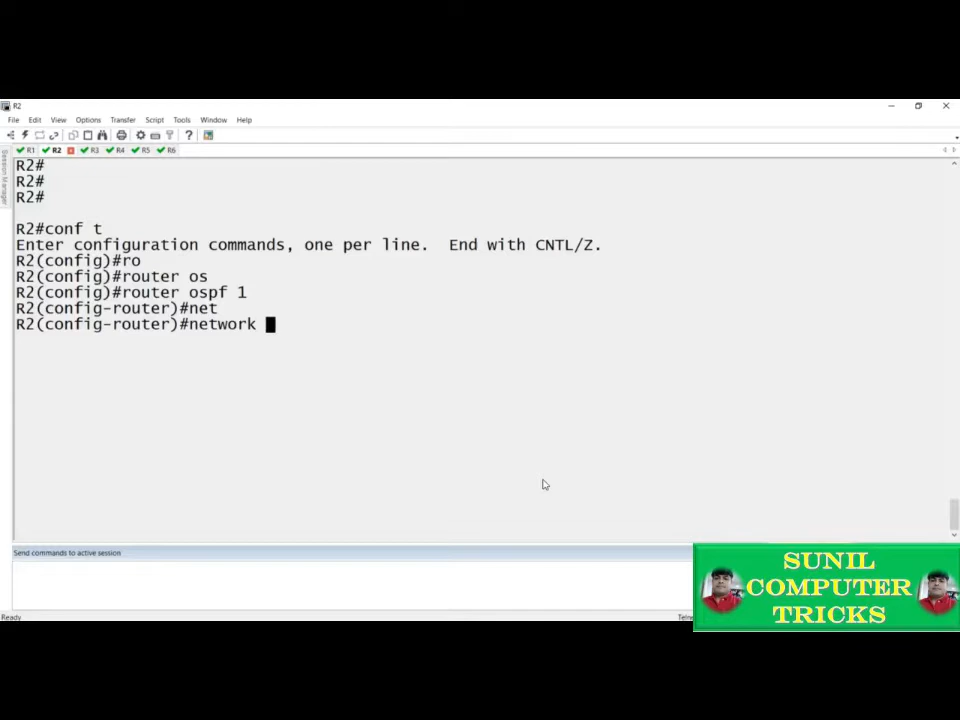 R2
File Edit View Options Transfer Script Tools Window Help
R1 R2 R3 R4 R5 R6
Session Manager
R2#
R2#
R2#
R2#conf t
Enter configuration commands, one per line.  End with CNTL/Z.
R2(config)#ro
R2(config)#router os
R2(config)#router ospf 1
R2(config-router)#net
R2(config-router)#network
Send commands to active session
Ready
SUNIL
COMPUTER
TRICKS